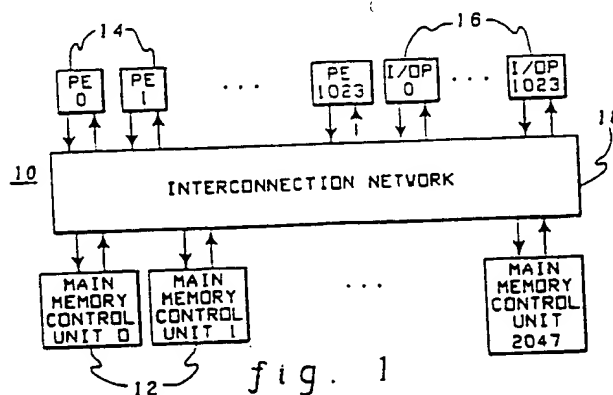 14
16
PE 0
PE 1
...
PE 1023
I/OP 0
...
I/OP 1023
10
INTERCONNECTION NETWORK
MAIN MEMORY CONTROL UNIT 0
MAIN MEMORY CONTROL UNIT 1
...
MAIN MEMORY CONTROL UNIT 2047
12
fig. 1